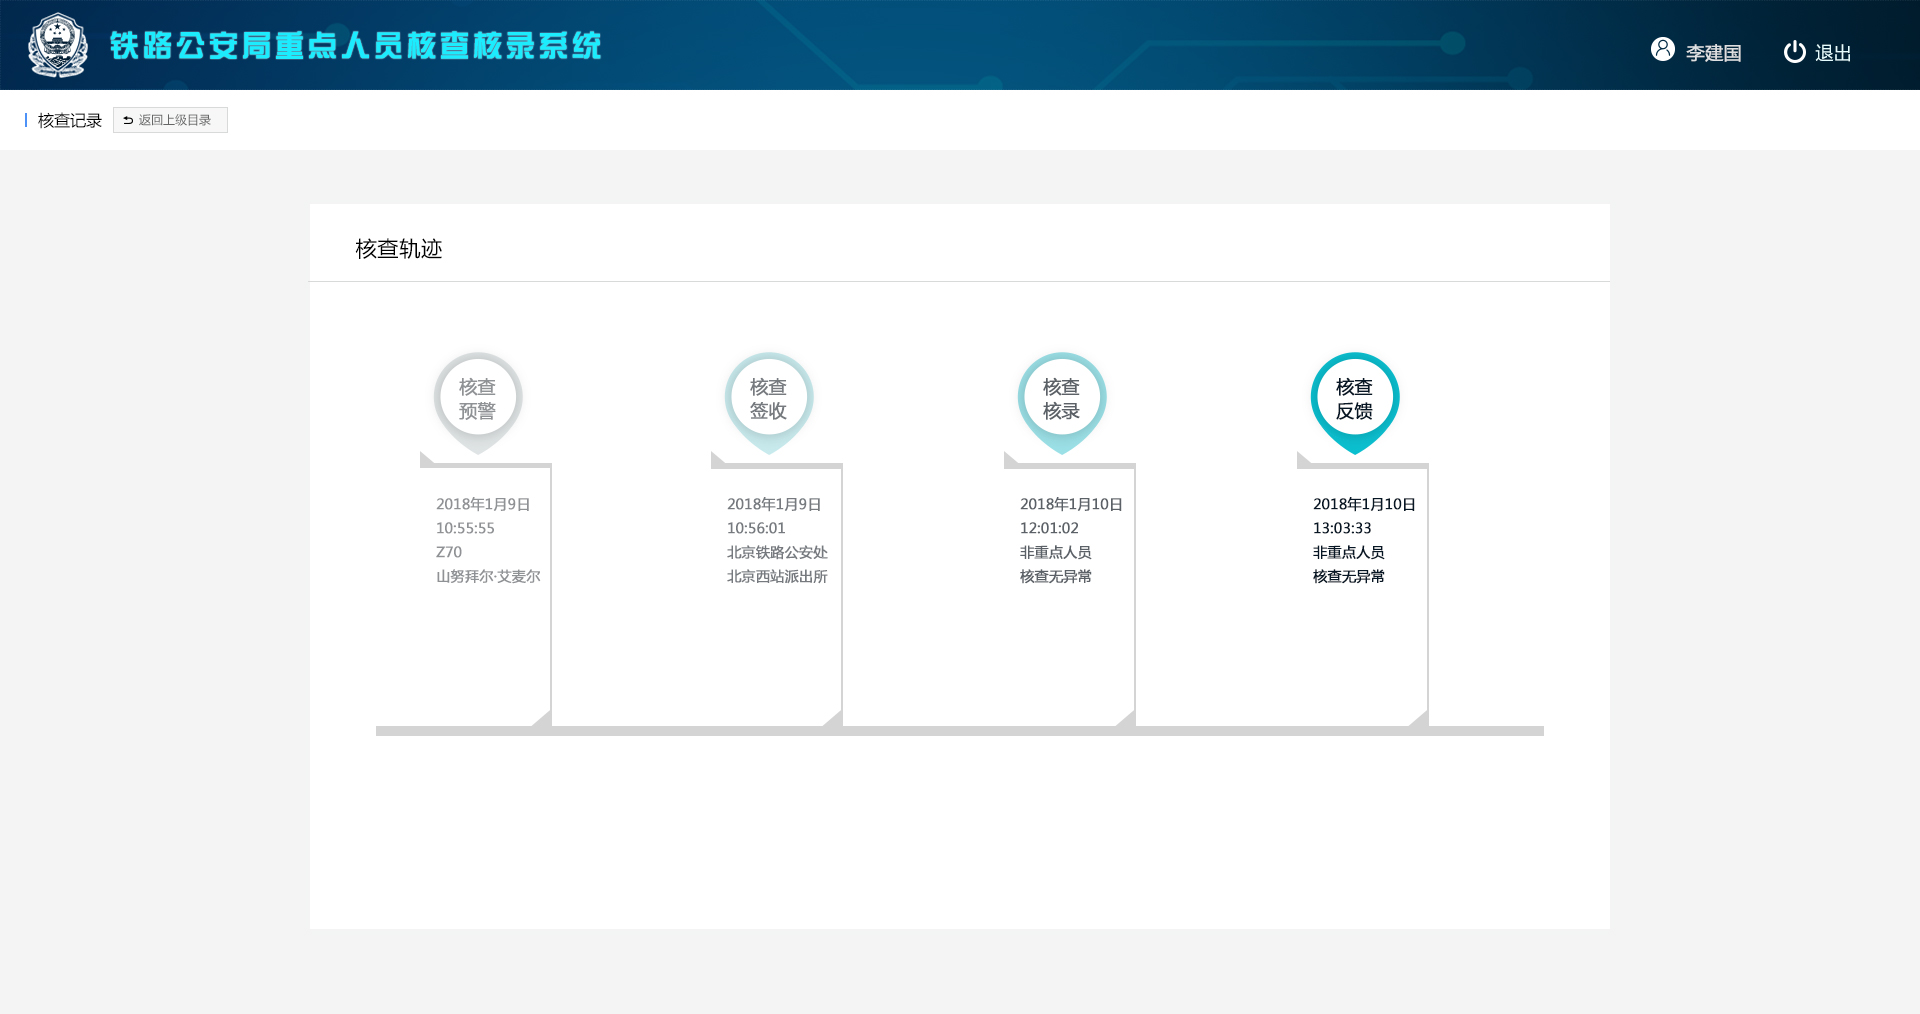 铁路公安局重点人员核查核录系统
李建国
退出
核查记录
返回上级目录
核查轨迹
核查
预警
2018年1月9日
10:55:55
Z70
山努拜尔·艾麦尔
核查
签收
2018年1月9日
10:56:01
北京铁路公安处
北京西站派出所
核查
核录
2018年1月10日
12:01:02
非重点人员
核查无异常
核查
反馈
2018年1月10日
13:03:33
非重点人员
核查无异常